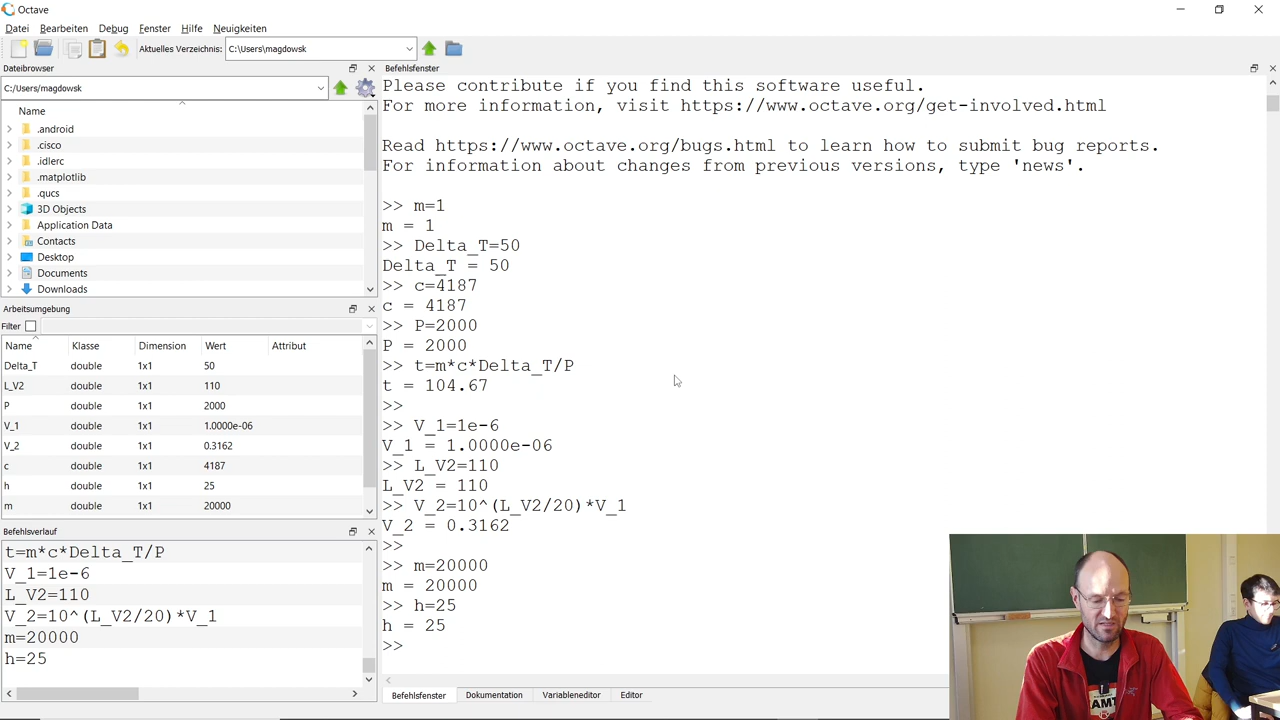 Octave
Datei Bearbeiten Debug Fenster Hilfe Neuigkeiten
Aktuelles Verzeichnis: C:\Users\magdowsk
Dateibrowser
C:/Users/magdowsk
Name
.android
.cisco
.idlerc
.matplotlib
.qucs
3D Objects
Application Data
Contacts
Desktop
Documents
Downloads
Arbeitsumgebung
Filter
Name Klasse Dimension Wert Attribut
Delta_T double 1x1 50
L_V2 double 1x1 110
P double 1x1 2000
V_1 double 1x1 1.0000e-06
V_2 double 1x1 0.3162
c double 1x1 4187
h double 1x1 25
m double 1x1 20000
Befehlsverlauf
t=m*c*Delta_T/P
V_1=1e-6
L_V2=110
V_2=10^(L_V2/20)*V_1
m=20000
h=25
Befehlsfenster
Please contribute if you find this software useful.
For more information, visit https://www.octave.org/get-involved.html
Read https://www.octave.org/bugs.html to learn how to submit bug reports.
For information about changes from previous versions, type 'news'.
>> m=1
m = 1
>> Delta_T=50
Delta_T = 50
>> c=4187
c = 4187
>> P=2000
P = 2000
>> t=m*c*Delta_T/P
t = 104.67
>>
>> V_1=1e-6
V_1 = 1.0000e-06
>> L_V2=110
L_V2 = 110
>> V_2=10^(L_V2/20)*V_1
V_2 = 0.3162
>>
>> m=20000
m = 20000
>> h=25
h = 25
>>
Befehlsfenster Dokumentation Variableneditor Editor
AMT